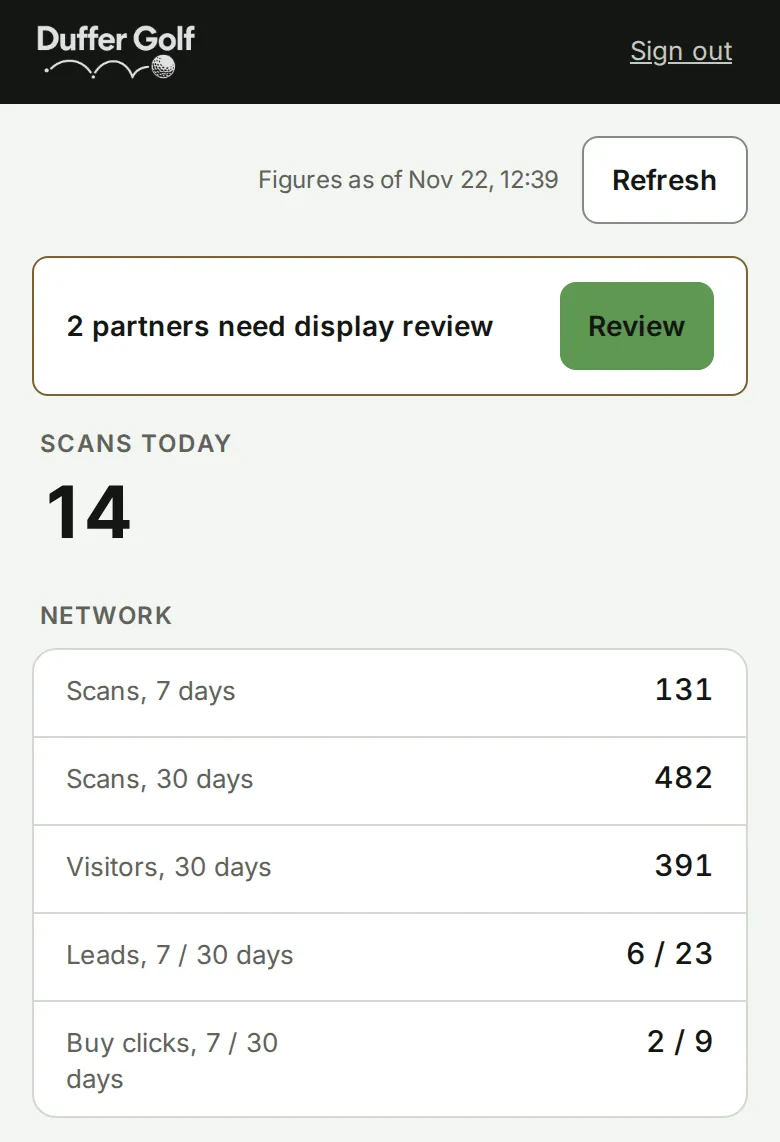 Duffer Golf
Sign out
Figures as of Nov 22, 12:39
Refresh
2 partners need display review
Review
SCANS TODAY
14
NETWORK
Scans, 7 days
131
Scans, 30 days
482
Visitors, 30 days
391
Leads, 7 / 30 days
6 / 23
Buy clicks, 7 / 30
days
2 / 9